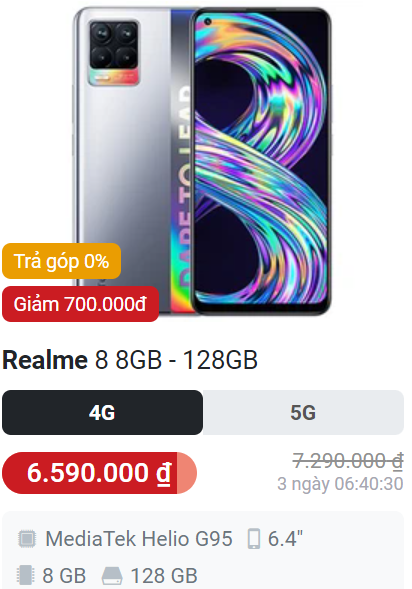 DARE TO LEAP
Trả góp 0%
Giảm 700.000đ
Realme 8 8GB - 128GB
4G
5G
6.590.000 ₫
7.290.000 ₫
3 ngày 06:40:30
MediaTek Helio G95
6.4"
8 GB
128 GB